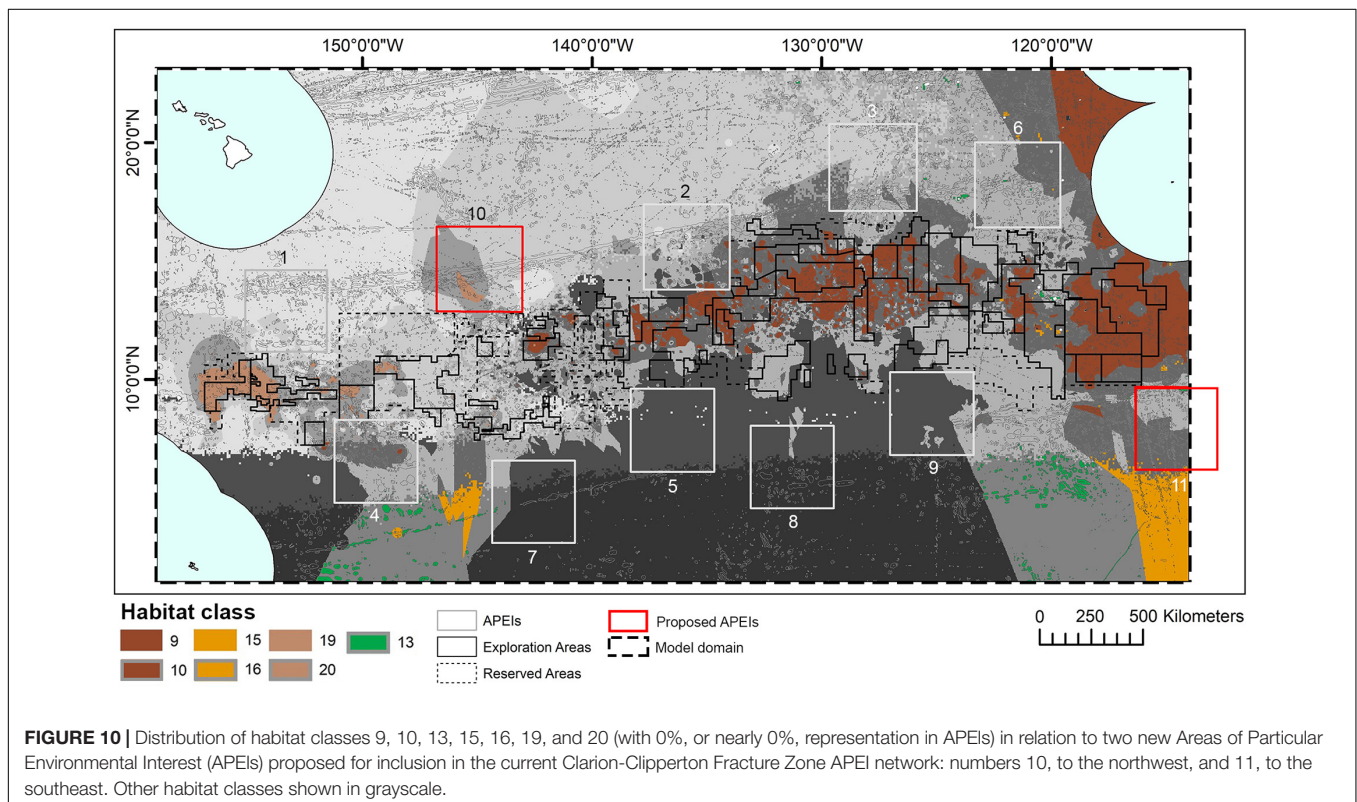 150°0'0"W 140°0'0"W 130°0'0"W 120°0'0"W
20°0'0"N
10°0'0"N
3
6
2
10
1
5
9
4
8
7
11
Habitat class
9 15 19 13
10 16 20
APEIs
Exploration Areas
Reserved Areas
Proposed APEIs
Model domain
0 250 500 Kilometers
FIGURE 10 | Distribution of habitat classes 9, 10, 13, 15, 16, 19, and 20 (with 0%, or nearly 0%, representation in APEIs) in relation to two new Areas of Particular
Environmental Interest (APEIs) proposed for inclusion in the current Clarion-Clipperton Fracture Zone APEI network: numbers 10, to the northwest, and 11, to the
southeast. Other habitat classes shown in grayscale.